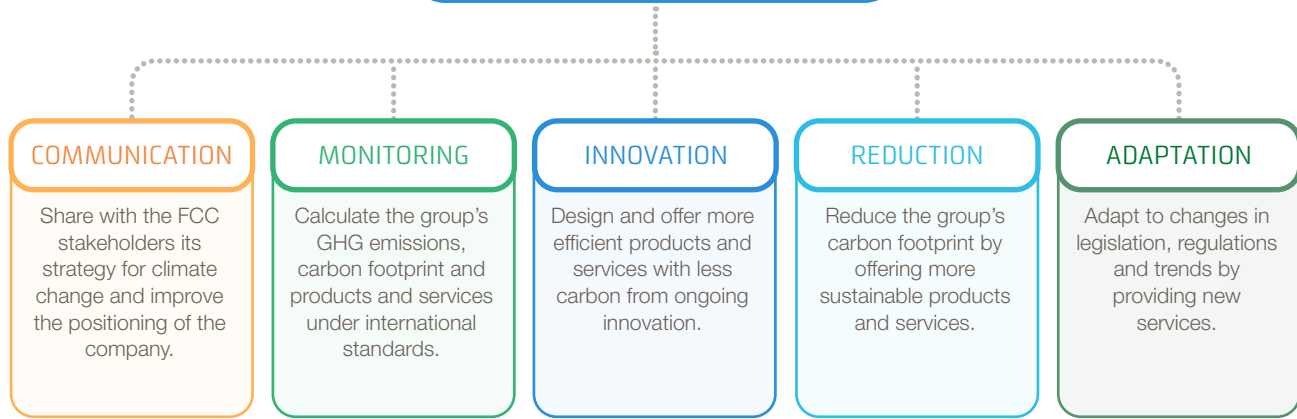 COMMUNICATION
Share with the FCC
stakeholders its
strategy for climate
change and improve
the positioning of the
company.
MONITORING
Calculate the group's
GHG emissions,
carbon footprint and
products and services
under international
standards.
INNOVATION
Design and offer more
efficient products and
services with less
carbon from ongoing
innovation.
REDUCTION
Reduce the group's
carbon footprint by
offering more
sustainable products
and services.
ADAPTATION
Adapt to changes in
legislation, regulations
and trends by
providing new
services.